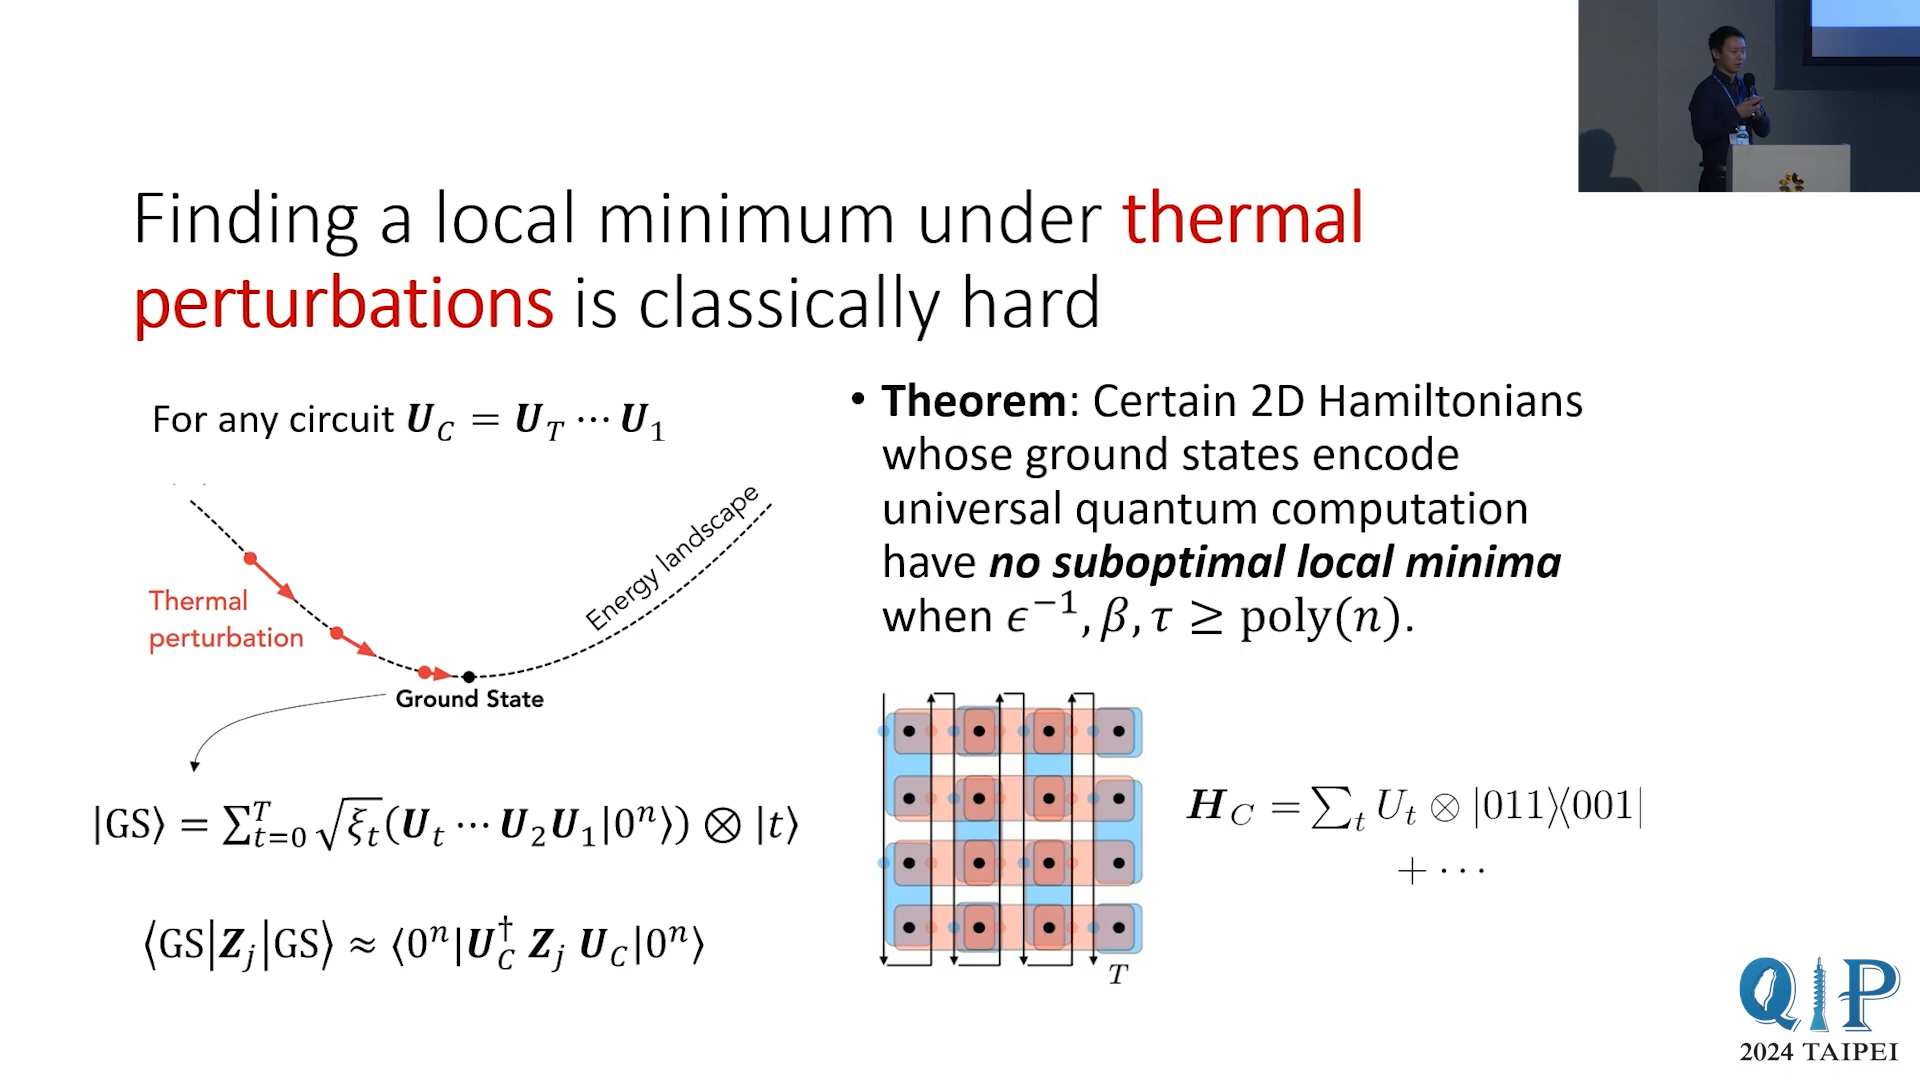 Finding a local minimum under thermal
perturbations is classically hard
For any circuit 𝑼_C = 𝑼_T ⋯ 𝑼_1
Energy landscape
Thermal
perturbation
Ground State
|GS⟩ = ∑_{t=0}^{T} √ξ_t (𝑼_t ⋯ 𝑼_2 𝑼_1 |0^n⟩) ⊗ |t⟩
⟨GS|𝒁_j|GS⟩ ≈ ⟨0^n|𝑼_C^† 𝒁_j 𝑼_C|0^n⟩
• Theorem: Certain 2D Hamiltonians
whose ground states encode
universal quantum computation
have no suboptimal local minima
when ϵ^{−1}, β, τ ≥ poly(n).
T
𝑯_C = ∑_t U_t ⊗ |011⟩⟨001|
+ ⋯
QIP
2024 TAIPEI